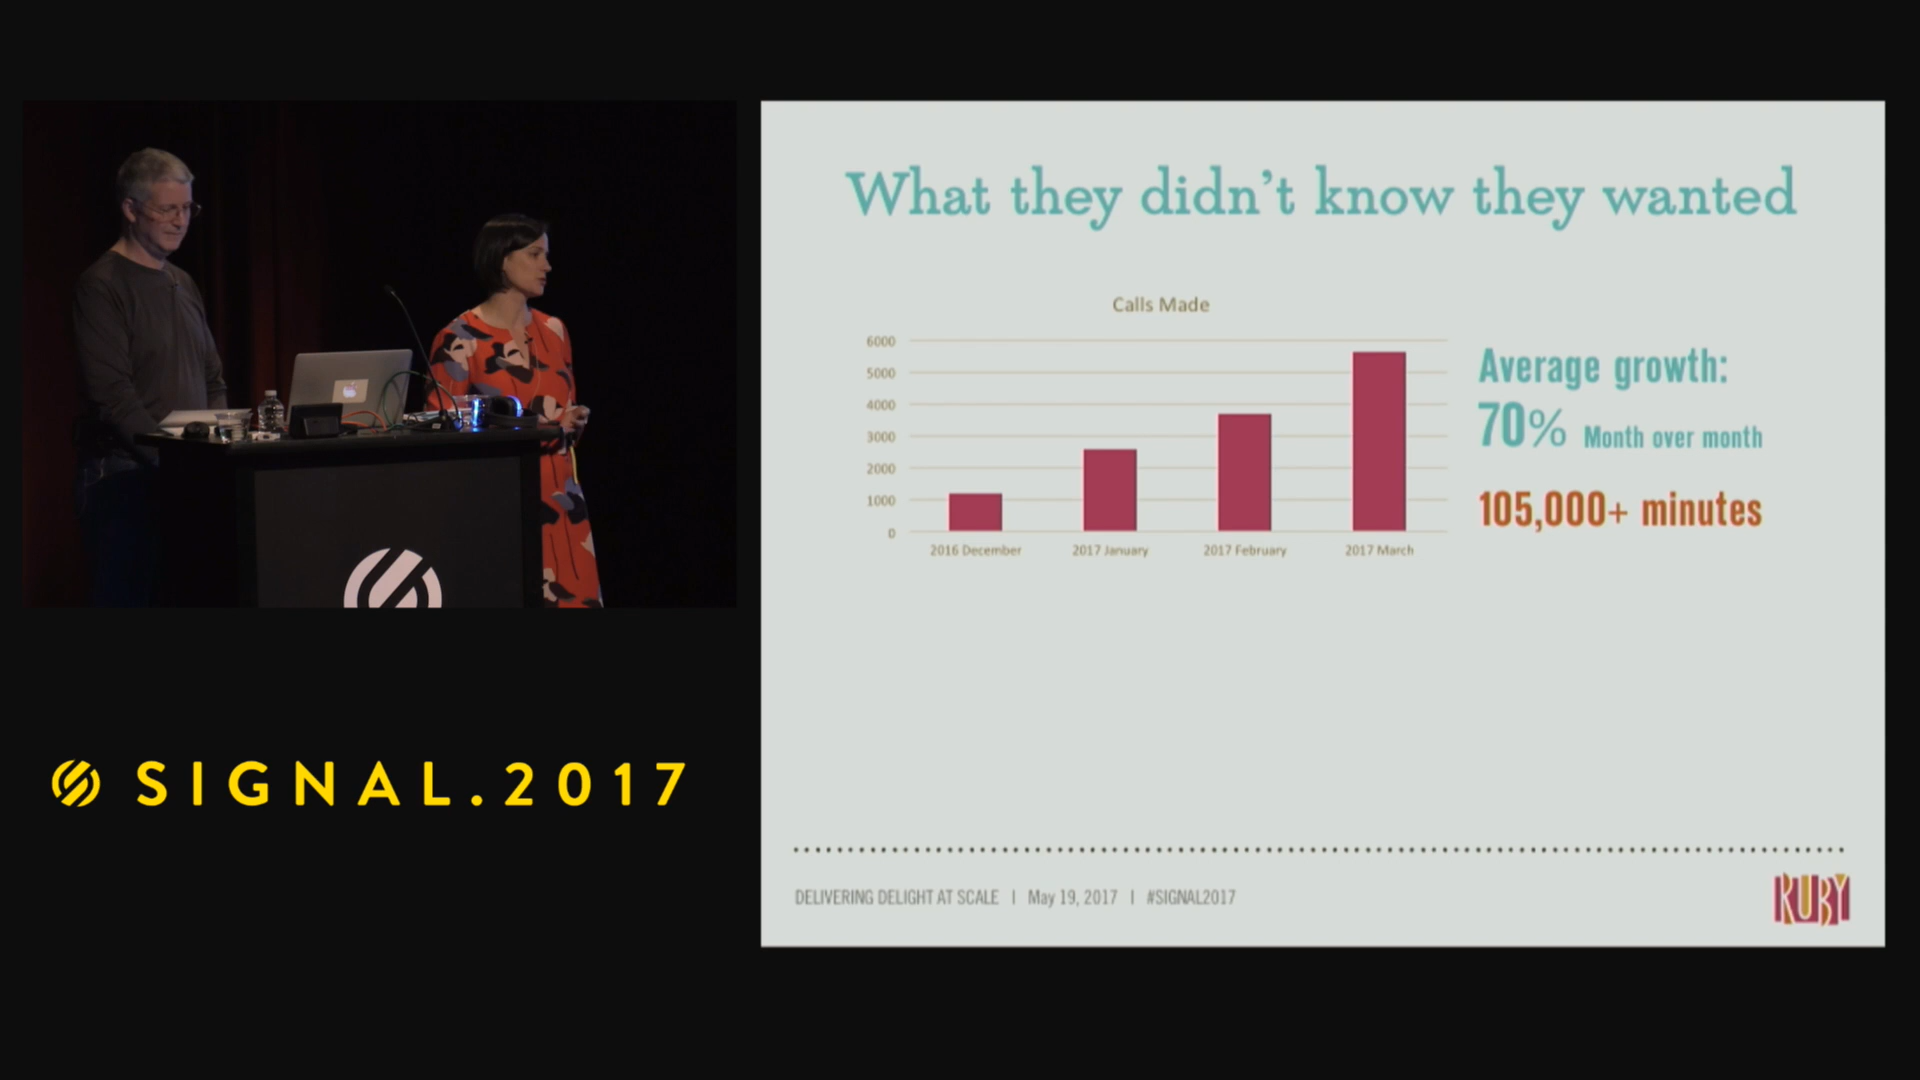 What they didn't know they wanted
Calls Made
6000
5000
4000
3000
2000
1000
0
2016 December
2017 January
2017 February
2017 March
Average growth:
70% Month over month
105,000+ minutes
SIGNAL.2017
DELIVERING DELIGHT AT SCALE | May 19, 2017 | #SIGNAL2017
RUBY